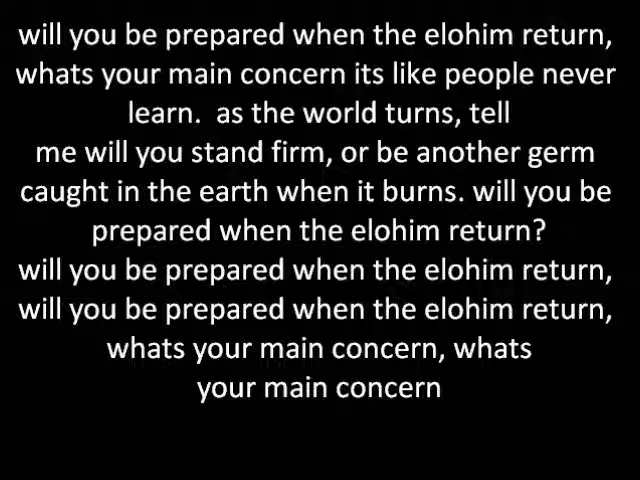 will you be prepared when the elohim return,
whats your main concern its like people never
learn.  as the world turns, tell
me will you stand firm, or be another germ
caught in the earth when it burns. will you be
prepared when the elohim return?
will you be prepared when the elohim return,
will you be prepared when the elohim return,
whats your main concern, whats
your main concern